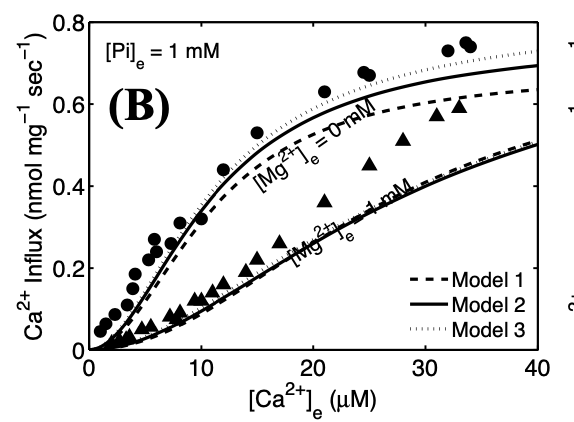 [Pi]e = 1 mM
(B)
Ca2+ Influx (nmol mg−1 sec−1)
0.8
0.6
0.4
0.2
0
[Mg2+]e = 0 mM
[Mg2+]e = 1 mM
Model 1
Model 2
Model 3
0
10
20
30
40
[Ca2+]e (μM)